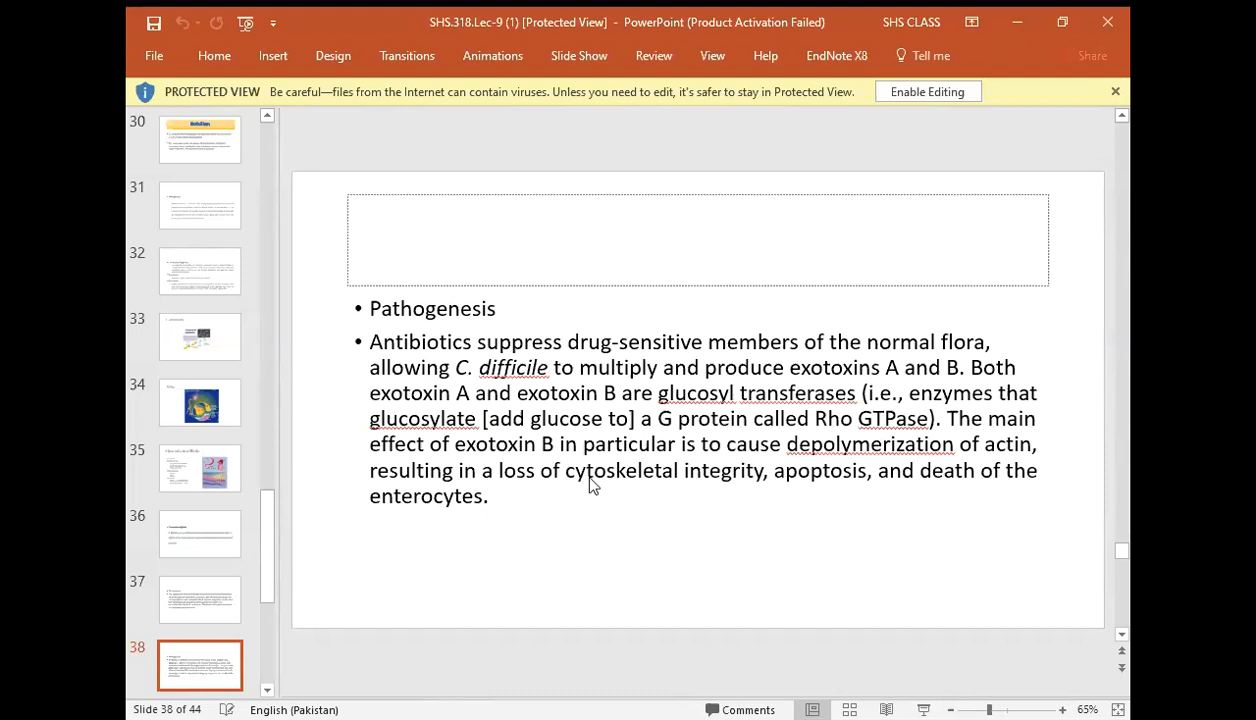 SHS.318.Lec-9 (1) [Protected View] - PowerPoint (Product Activation Failed)
SHS CLASS
File Home Insert Design Transitions Animations Slide Show Review View Help EndNote X8 Tell me Share
PROTECTED VIEW Be careful—files from the Internet can contain viruses. Unless you need to edit, it's safer to stay in Protected View. Enable Editing
30
31
32
33
34
35
36
37
38
• Pathogenesis
• Antibiotics suppress drug-sensitive members of the normal flora,
allowing C. difficile to multiply and produce exotoxins A and B. Both
exotoxin A and exotoxin B are glucosyl transferases (i.e., enzymes that
glucosylate [add glucose to] a G protein called Rho GTPase). The main
effect of exotoxin B in particular is to cause depolymerization of actin,
resulting in a loss of cytoskeletal integrity, apoptosis, and death of the
enterocytes.
Slide 38 of 44 English (Pakistan) Comments 65%